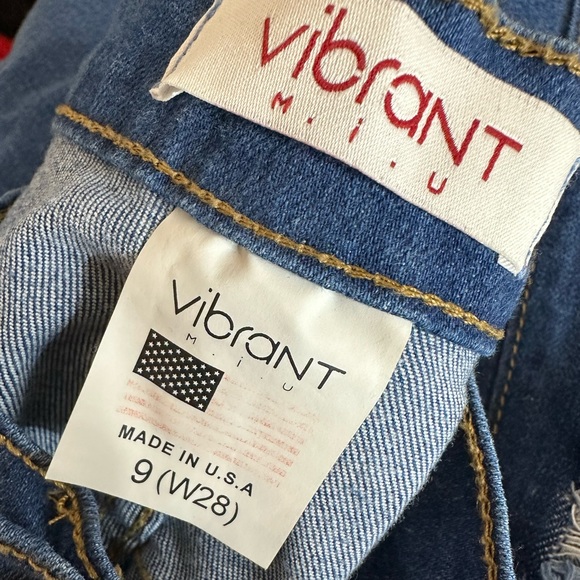 vibraNT
M.i.U
vibraNT
M.i.U
MADE IN U.S.A
9 (W28)